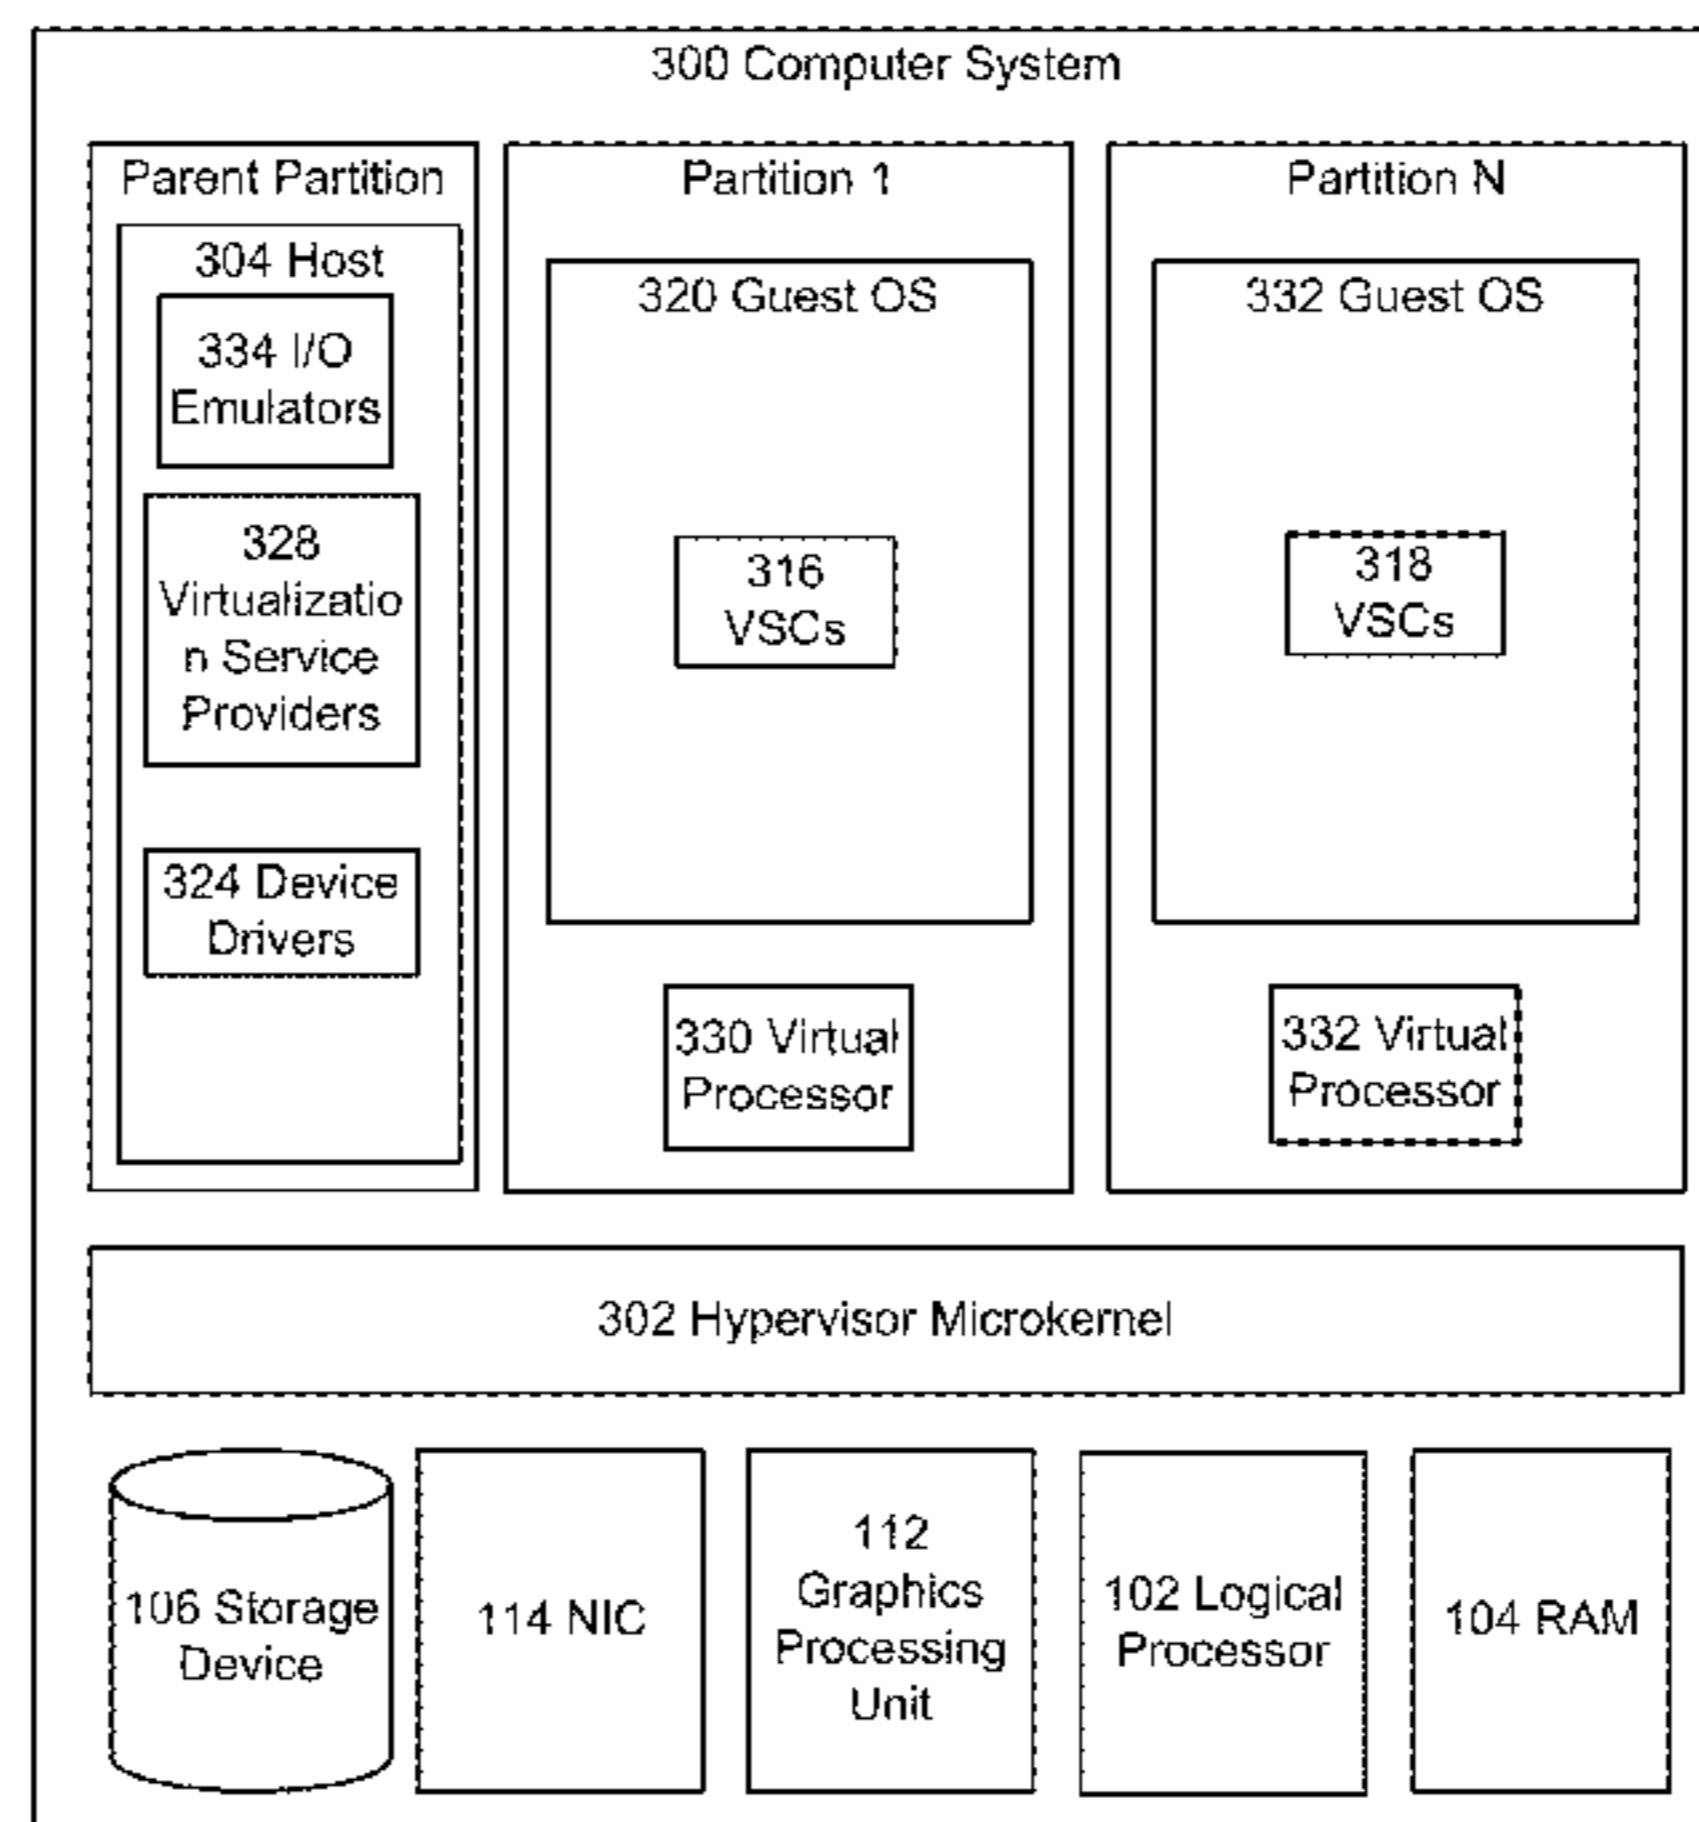 300 Computer System
Parent Partition
304 Host
334 I/O
Emulators
328
Virtualizatio
n Service
Providers
324 Device
Drivers
Partition 1
320 Guest OS
316
VSCs
330 Virtual
Processor
Partition N
332 Guest OS
318
VSCs
332 Virtual
Processor
302 Hypervisor Microkernel
106 Storage
Device
114 NIC
112
Graphics
Processing
Unit
102 Logical
Processor
104 RAM